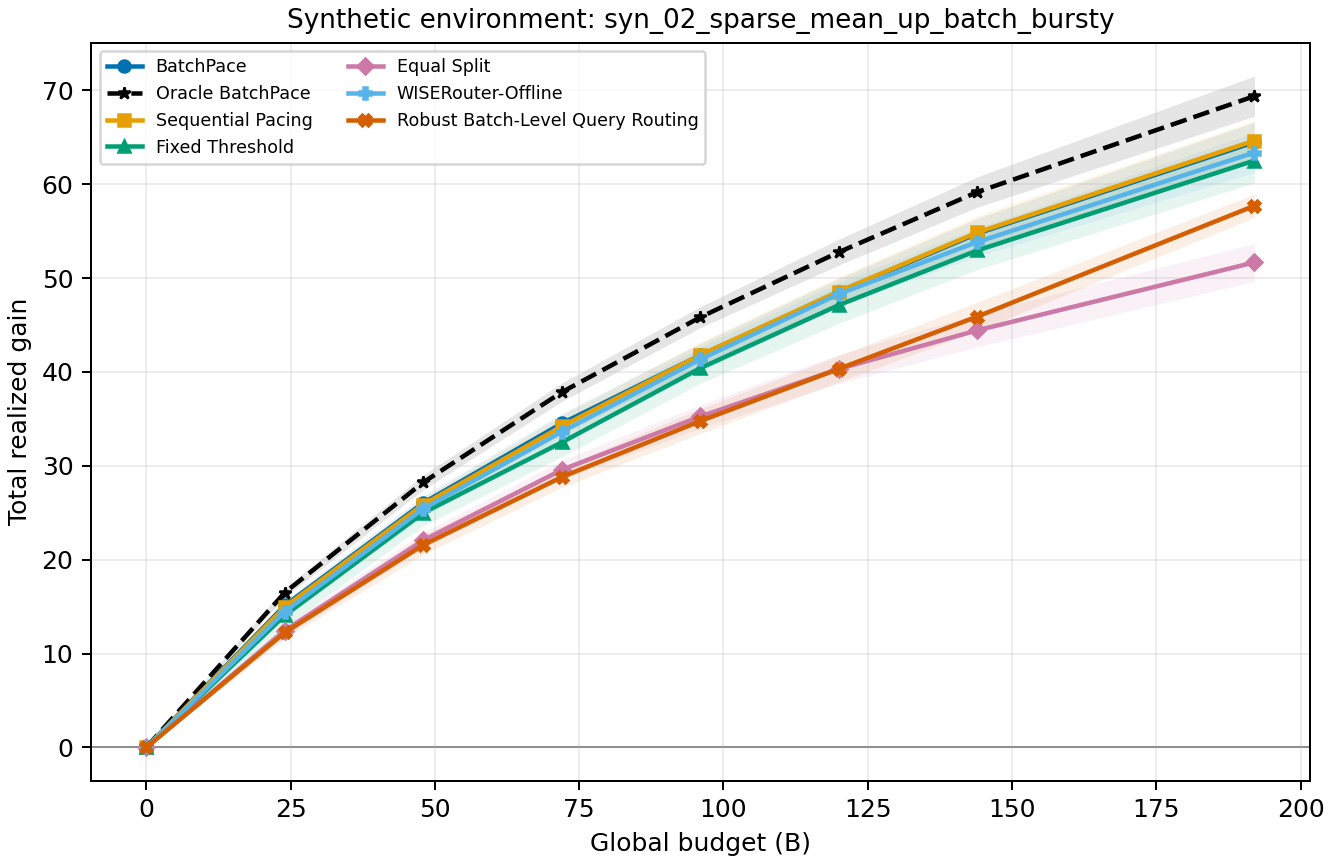 Synthetic environment: syn_02_sparse_mean_up_batch_bursty
BatchPace
Oracle BatchPace
Sequential Pacing
Fixed Threshold
Equal Split
WISERouter-Offline
Robust Batch-Level Query Routing
Total realized gain
70
60
50
40
30
20
10
0
0 25 50 75 100 125 150 175 200
Global budget (B)